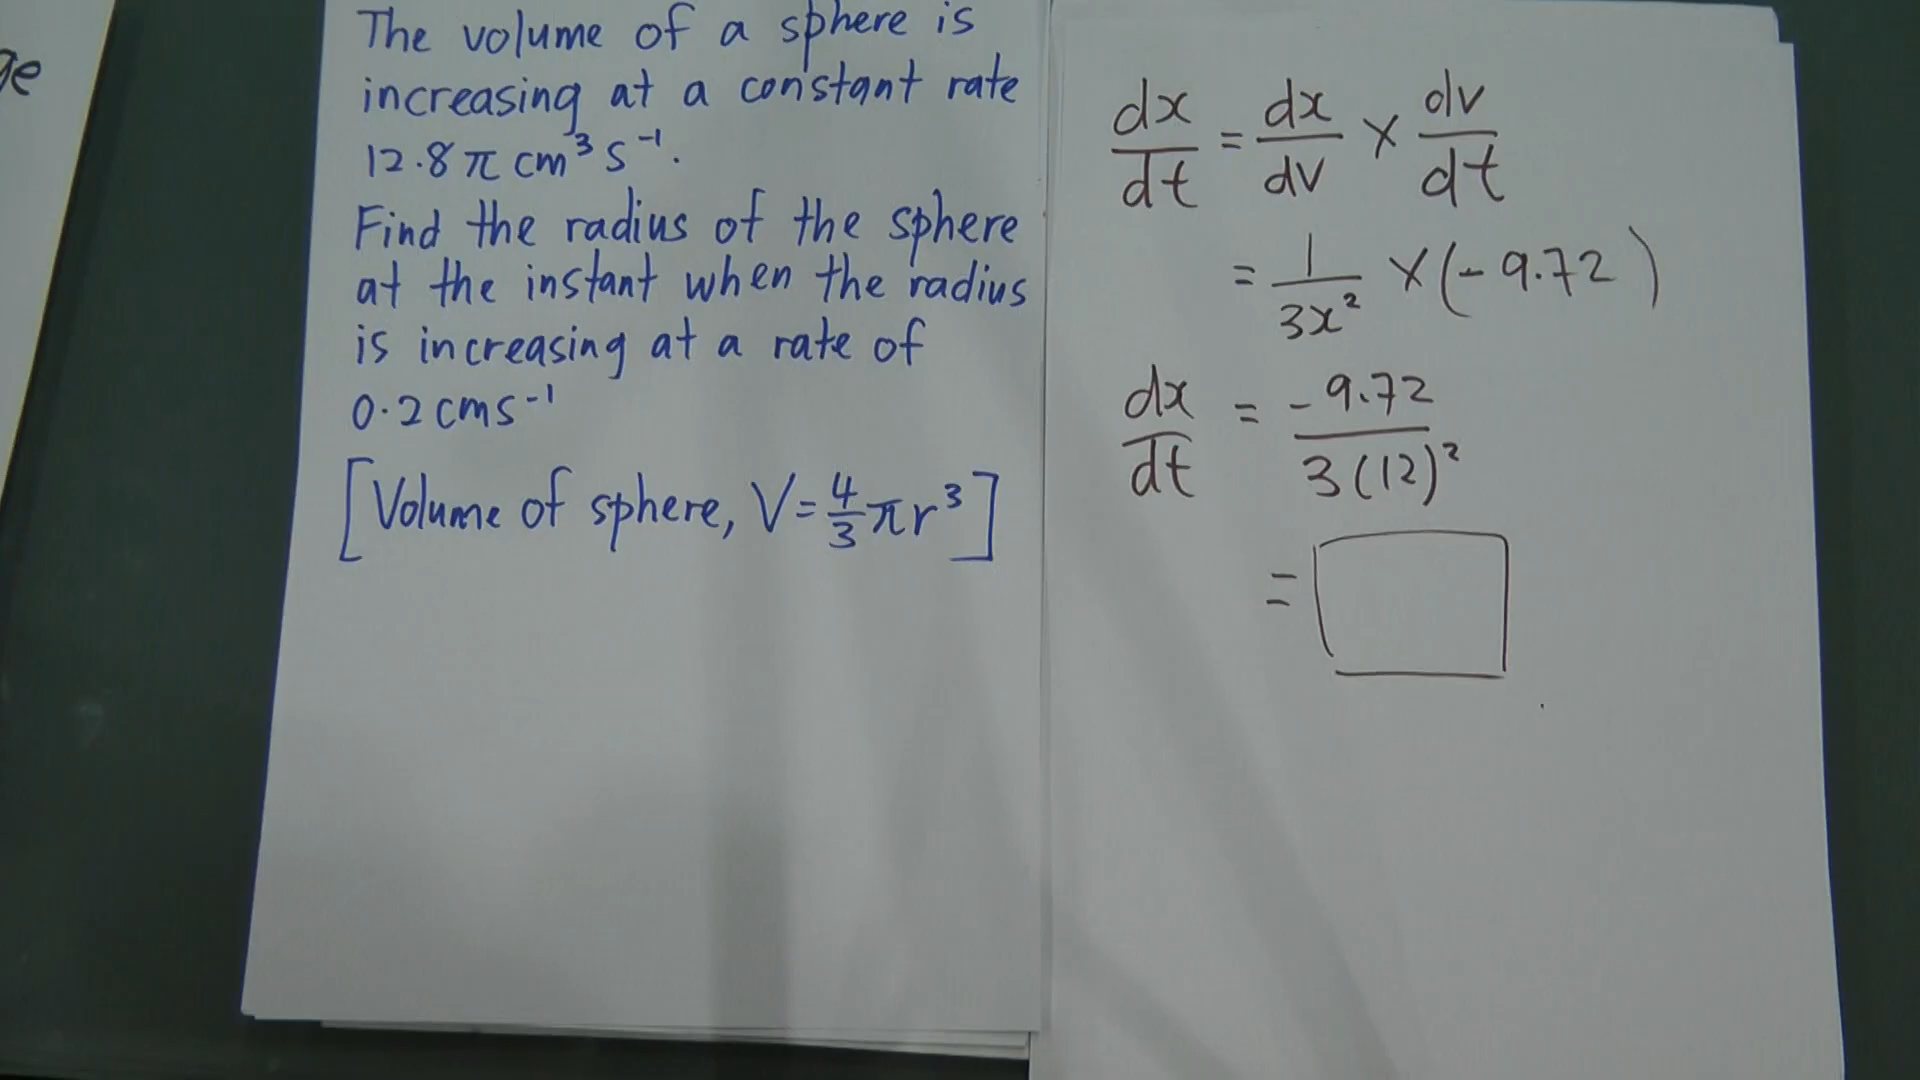 The volume of a sphere is
increasing at a constant rate
12.8 π cm³ s⁻¹.
Find the radius of the sphere
at the instant when the radius
is increasing at a rate of
0.2 cms⁻¹
[Volume of sphere, V = 4/3 πr³]
dx/dt = dx/dv × dv/dt
= 1/3x² × (-9.72)
dx/dt = -9.72/3(12)²
=